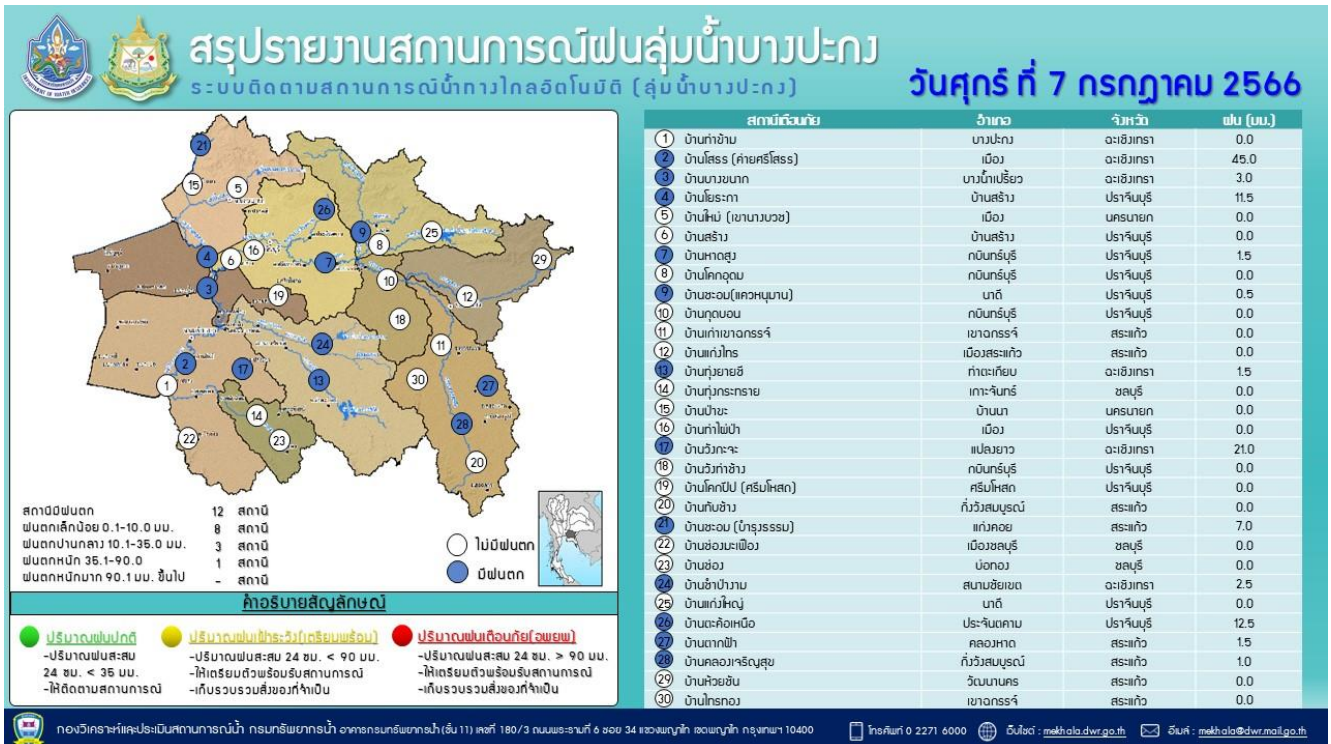 สรุปรายงานสถานการณ์ฝนลุ่มน้ำบางปะกง
ระบบติดตามสถานการณ์น้ำทางไกลอัตโนมัติ (ลุ่มน้ำบางปะกง)
วันศุกร์ ที่ 7 กรกฎาคม 2566
สถานีเตือนภัย อำเภอ จังหวัด ฝน (มม.)
1 บ้านท่าข้าม บางปะกง ฉะเชิงเทรา 0.0
2 บ้านโสธร (ค่ายศรีโสธร) เมือง ฉะเชิงเทรา 45.0
3 บ้านบางขนาก บางน้ำเปรี้ยว ฉะเชิงเทรา 3.0
4 บ้านโยธะกา บ้านสร้าง ปราจีนบุรี 11.5
5 บ้านใหม่ (เขานางบวช) เมือง นครนายก 0.0
6 บ้านสร้าง บ้านสร้าง ปราจีนบุรี 0.0
7 บ้านหาดสูง กบินทร์บุรี ปราจีนบุรี 1.5
8 บ้านโคกอุดม กบินทร์บุรี ปราจีนบุรี 0.0
9 บ้านชะอม(แควหนุมาน) นาดี ปราจีนบุรี 0.5
10 บ้านกุดบอน กบินทร์บุรี ปราจีนบุรี 0.0
11 บ้านเก่าเขาฉกรรจ์ เขาฉกรรจ์ สระแก้ว 0.0
12 บ้านแก่งไทร เมืองสระแก้ว สระแก้ว 0.0
13 บ้านทุ่งยายชี ท่าตะเกียบ ฉะเชิงเทรา 1.5
14 บ้านทุ่งกระทราย เกาะจันทร์ ชลบุรี 0.0
15 บ้านป่าขะ บ้านนา นครนายก 0.0
16 บ้านท่าไผ่ป่า เมือง ปราจีนบุรี 0.0
17 บ้านวังกะจะ แปลงยาว ฉะเชิงเทรา 21.0
18 บ้านวังท่าช้าง กบินทร์บุรี ปราจีนบุรี 0.0
19 บ้านโคกปีป (ศรีมโหสถ) ศรีมโหสถ ปราจีนบุรี 0.0
20 บ้านทับช้าง กิ่งวังสมบูรณ์ สระแก้ว 0.0
21 บ้านชะอม (บำรุงธรรม) แก่งคอย สระแก้ว 7.0
22 บ้านช่องมะเฟือง เมืองชลบุรี ชลบุรี 0.0
23 บ้านช่อง บ่อทอง ชลบุรี 0.0
24 บ้านซำป่างาม สนามชัยเขต ฉะเชิงเทรา 2.5
25 บ้านแก่งใหญ่ นาดี ปราจีนบุรี 0.0
26 บ้านตะคร้อเหนือ ประจันตคาม ปราจีนบุรี 12.5
27 บ้านตากฟ้า คลองหาด สระแก้ว 1.5
28 บ้านคลองเจริญสุข กิ่งวังสมบูรณ์ สระแก้ว 1.0
29 บ้านห้วยชัน วัฒนานคร สระแก้ว 0.0
30 บ้านไทรทอง เขาฉกรรจ์ สระแก้ว 0.0
สถานีมีฝนตก 12 สถานี
ฝนตกเล็กน้อย 0.1-10.0 มม. 8 สถานี
ฝนตกปานกลาง 10.1-35.0 มม. 3 สถานี
ฝนตกหนัก 35.1-90.0 1 สถานี
ฝนตกหนักมาก 90.1 มม. ขึ้นไป - สถานี
ไม่มีฝนตก
มีฝนตก
คำอธิบายสัญลักษณ์
ปริมาณฝนปกติ
-ปริมาณฝนสะสม
24 ชม. < 35 มม.
-ให้ติดตามสถานการณ์
ปริมาณฝนเฝ้าระวัง(เตรียมพร้อม)
-ปริมาณฝนสะสม 24 ชม. < 90 มม.
-ให้เตรียมตัวพร้อมรับสถานการณ์
-เก็บรวบรวมสิ่งของที่จำเป็น
ปริมาณฝนเตือนภัย(อพยพ)
-ปริมาณฝนสะสม 24 ชม. > 90 มม.
-ให้เตรียมตัวพร้อมรับสถานการณ์
-เก็บรวบรวมสิ่งของที่จำเป็น
กองวิเคราะห์และประเมินสถานการณ์น้ำ กรมทรัพยากรน้ำ อาคารกรมทรัพยากรน้ำ (ชั้น 11) เลขที่ 180/3 ถนนพระรามที่ 6 ซอย 34 แขวงพญาไท เขตพญาไท กรุงเทพฯ 10400 โทรศัพท์ 0 2271 6000 เว็บไซต์ : mekhala.dwr.go.th อีเมล์ : mekhala@dwr.mail.go.th